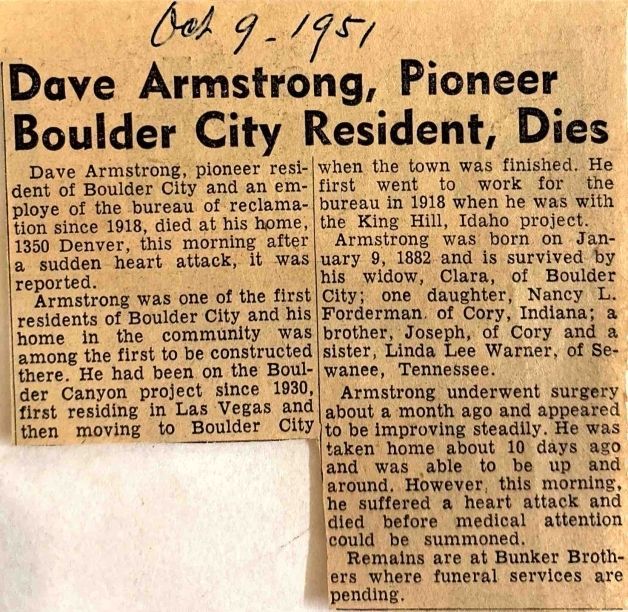 Oct 9 - 1951
Dave Armstrong, Pioneer
Boulder City Resident, Dies
Dave Armstrong, pioneer resi-
dent of Boulder City and an em-
ploye of the bureau of reclama-
tion since 1918, died at his home,
1350 Denver, this morning after
a sudden heart attack, it was
reported.
Armstrong was one of the first
residents of Boulder City and his
home in the community was
among the first to be constructed
there. He had been on the Boul-
der Canyon project since 1930,
first residing in Las Vegas and
then moving to Boulder City
when the town was finished. He
first went to work for the
bureau in 1918 when he was with
the King Hill, Idaho project.
Armstrong was born on Jan-
uary 9, 1882 and is survived by
his widow, Clara, of Boulder
City; one daughter, Nancy L.
Forderman of Cory, Indiana; a
brother, Joseph, of Cory and a
sister, Linda Lee Warner, of Se-
wanee, Tennessee.
Armstrong underwent surgery
about a month ago and appeared
to be improving steadily. He was
taken home about 10 days ago
and was able to be up and
around. However, this morning,
he suffered a heart attack and
died before medical attention
could be summoned.
Remains are at Bunker Broth-
ers where funeral services are
pending.